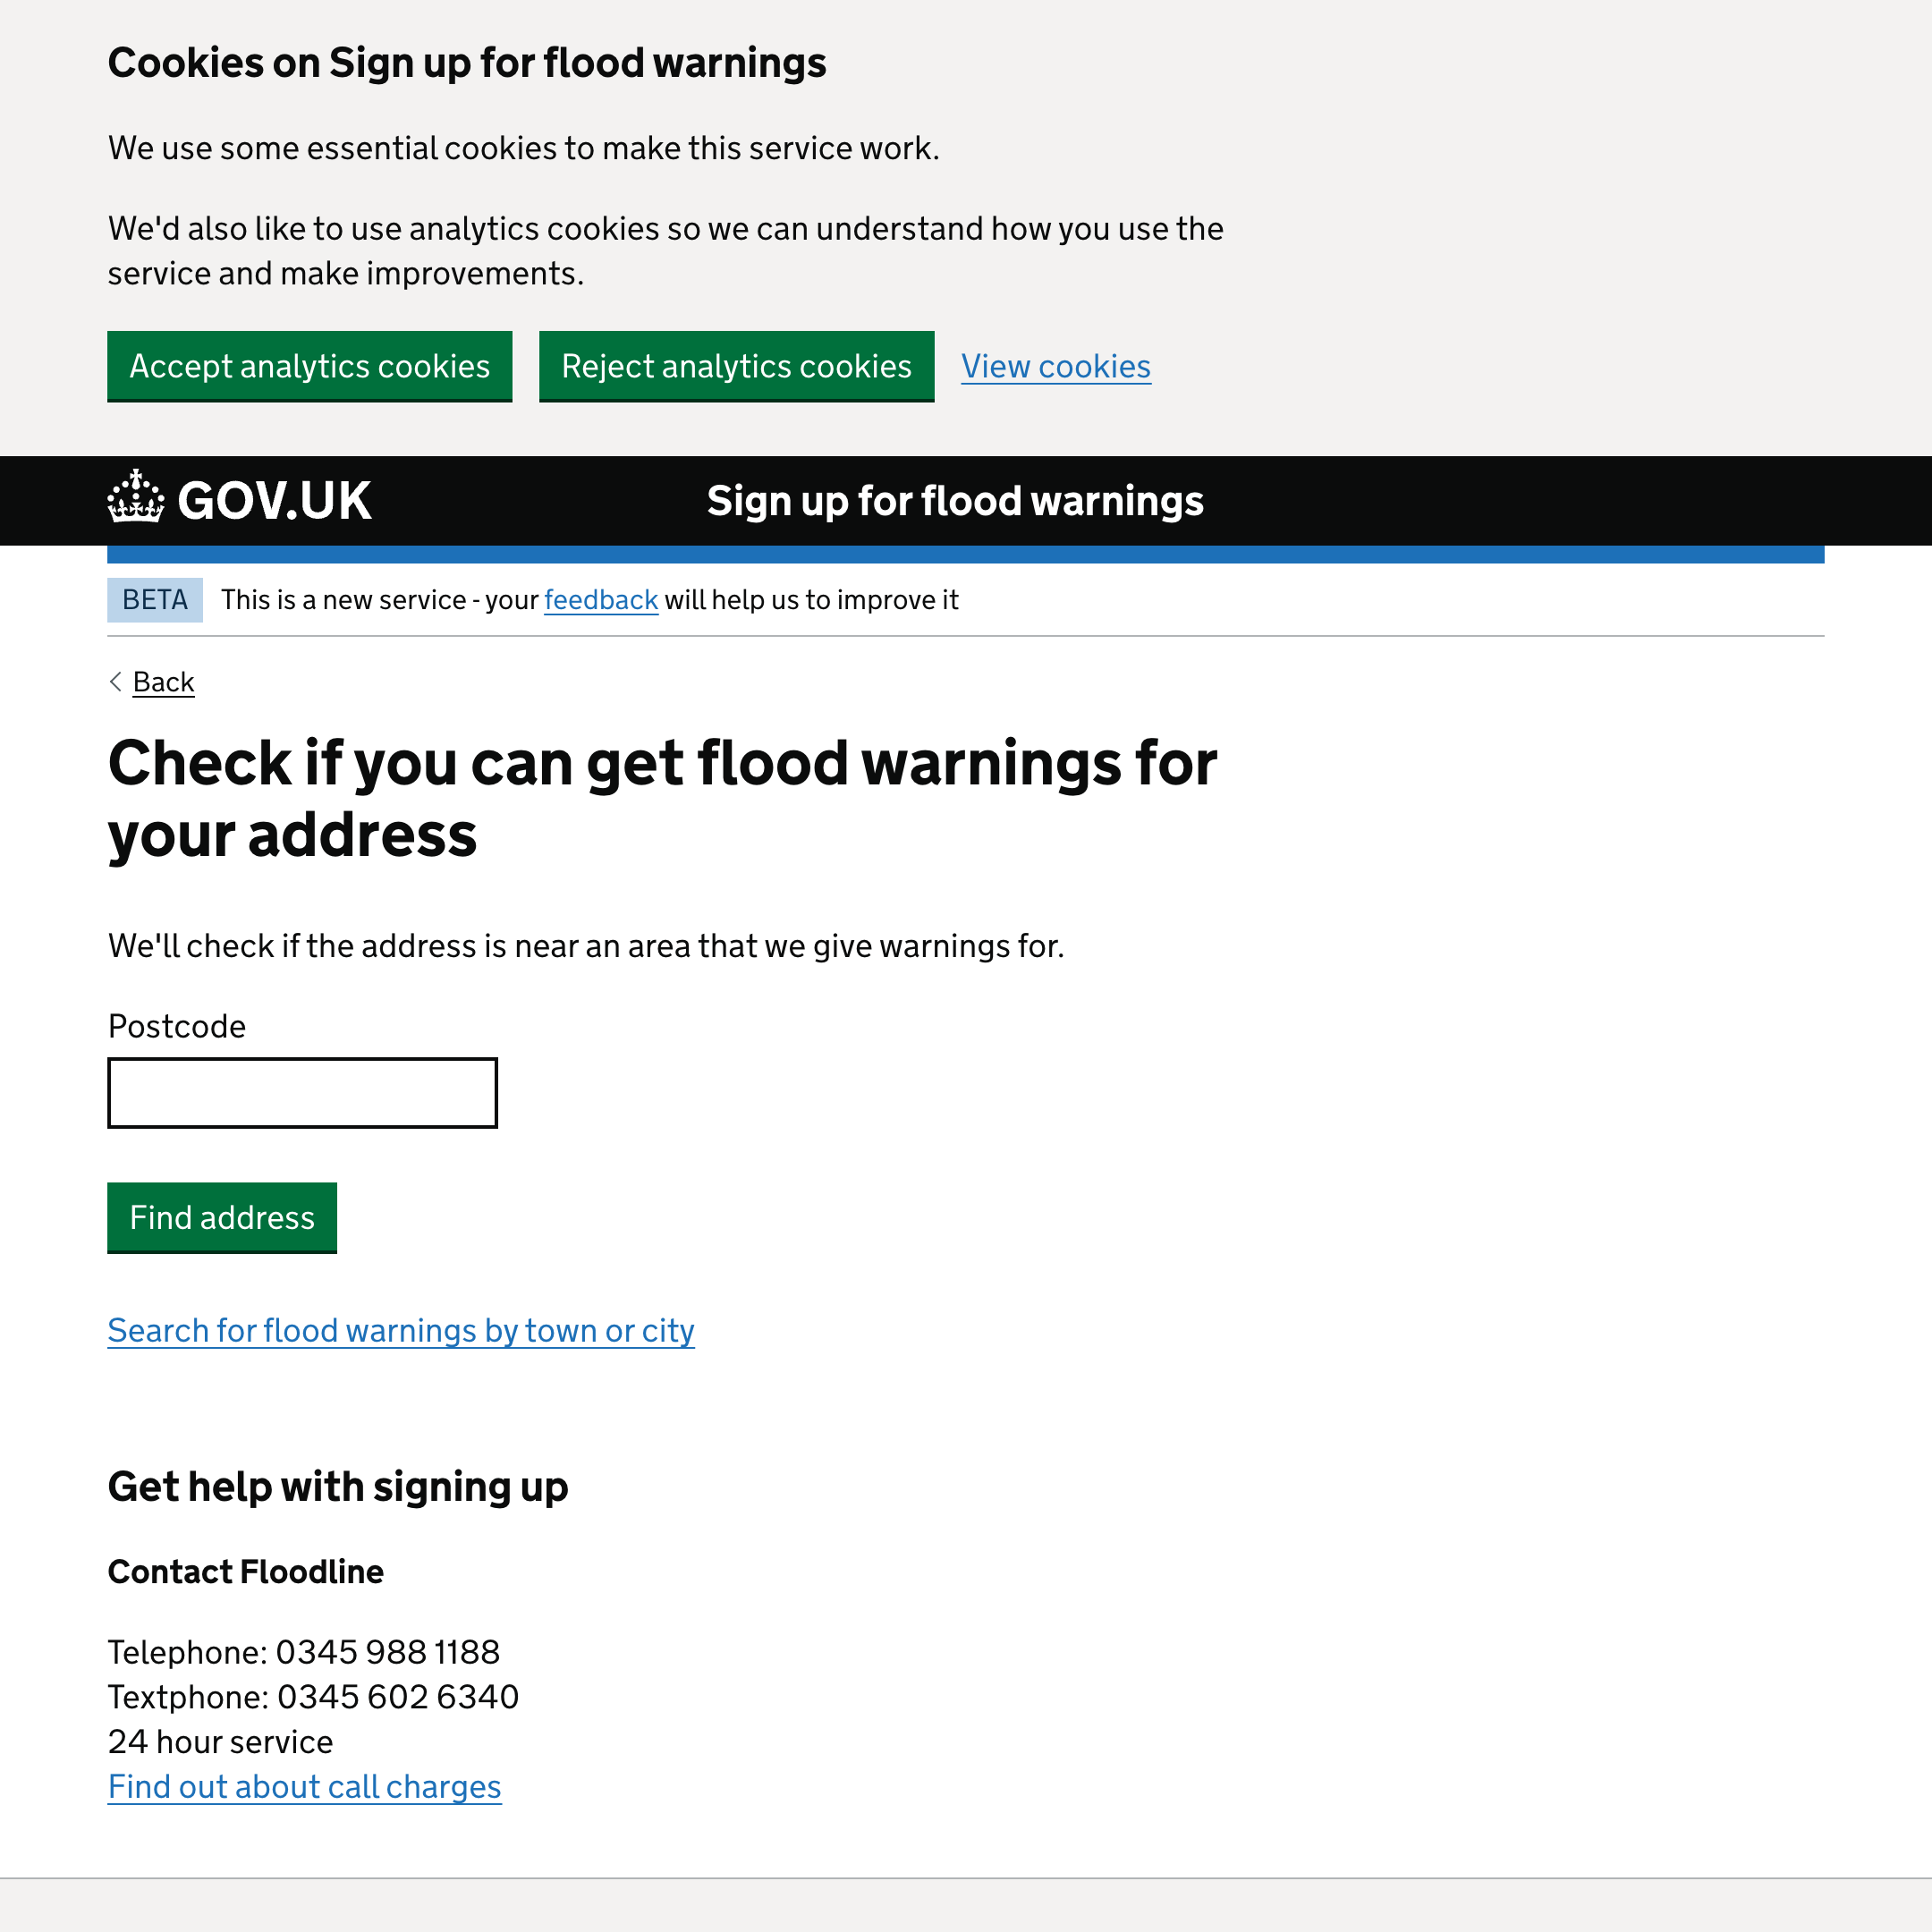 Cookies on Sign up for flood warnings
We use some essential cookies to make this service work.
We'd also like to use analytics cookies so we can understand how you use the
service and make improvements.
Accept analytics cookies Reject analytics cookies View cookies
GOV.UK Sign up for flood warnings
BETA This is a new service - your feedback will help us to improve it
Back
Check if you can get flood warnings for
your address
We'll check if the address is near an area that we give warnings for.
Postcode
Find address
Search for flood warnings by town or city
Get help with signing up
Contact Floodline
Telephone: 0345 988 1188
Textphone: 0345 602 6340
24 hour service
Find out about call charges